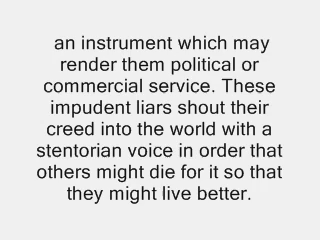 an instrument which may
render them political or
commercial service. These
impudent liars shout their
creed into the world with a
stentorian voice in order that
others might die for it so that
they might live better.